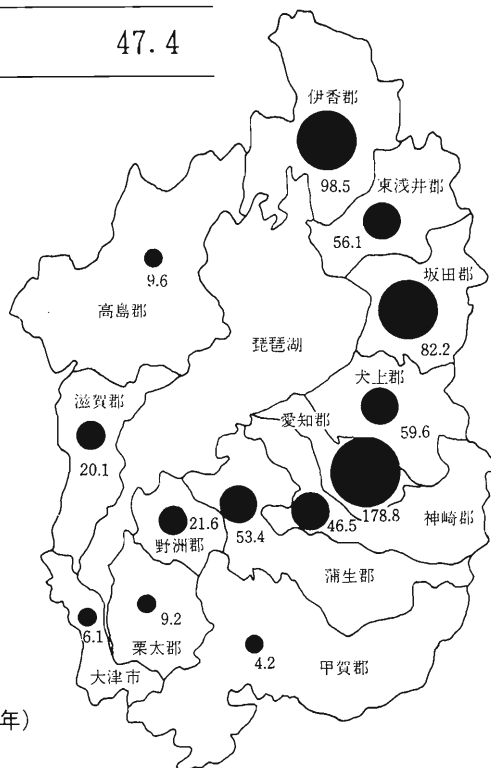 47.4
伊香郡
98.5
東浅井郡
56.1
坂田郡
82.2
9.6
高島郡
琵琶湖
犬上郡
59.6
愛知郡
178.8
滋賀郡
20.1
神崎郡
46.5
53.4
21.6
野洲郡
蒲生郡
9.2
栗太郡
6.1
大津市
4.2
甲賀郡
年）